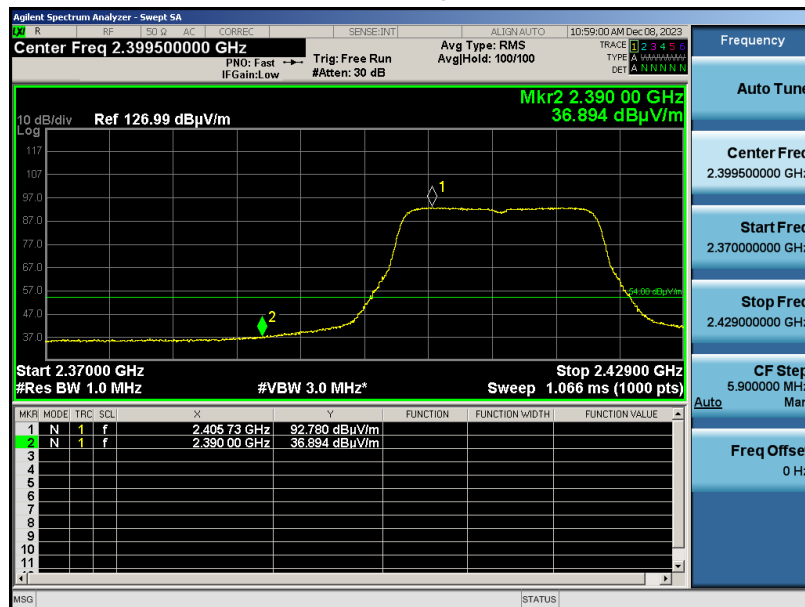 Agilent Spectrum Analyzer - Swept SA
LXI R RF 50 Ω AC CORREC SENSE:INT ALIGN AUTO 10:59:00 AM Dec 08, 2023
Center Freq 2.399500000 GHz
PNO: Fast
IFGain:Low
Trig: Free Run
#Atten: 30 dB
Avg Type: RMS
Avg|Hold: 100/100
TRACE 1 2 3 4 5 6
TYPE A WWWWW
DET A N N N N N
Mkr2 2.390 00 GHz
36.894 dBµV/m
10 dB/div
Log
Ref 126.99 dBµV/m
117
107
97.0
87.0
77.0
67.0
57.0
47.0
37.0
1
2
54.00 dBµV/m
Start 2.37000 GHz
Stop 2.42900 GHz
#Res BW 1.0 MHz
#VBW 3.0 MHz*
Sweep 1.066 ms (1000 pts)
MKR MODE TRC SCL X Y FUNCTION FUNCTION WIDTH FUNCTION VALUE
1 N 1 f 2.405 73 GHz 92.780 dBµV/m
2 N 1 f 2.390 00 GHz 36.894 dBµV/m
3
4
5
6
7
8
9
10
11
MSG
STATUS
Frequency
Auto Tune
Center Freq
2.399500000 GHz
Start Freq
2.370000000 GHz
Stop Freq
2.429000000 GHz
CF Step
5.900000 MHz
Auto Man
Freq Offset
0 Hz